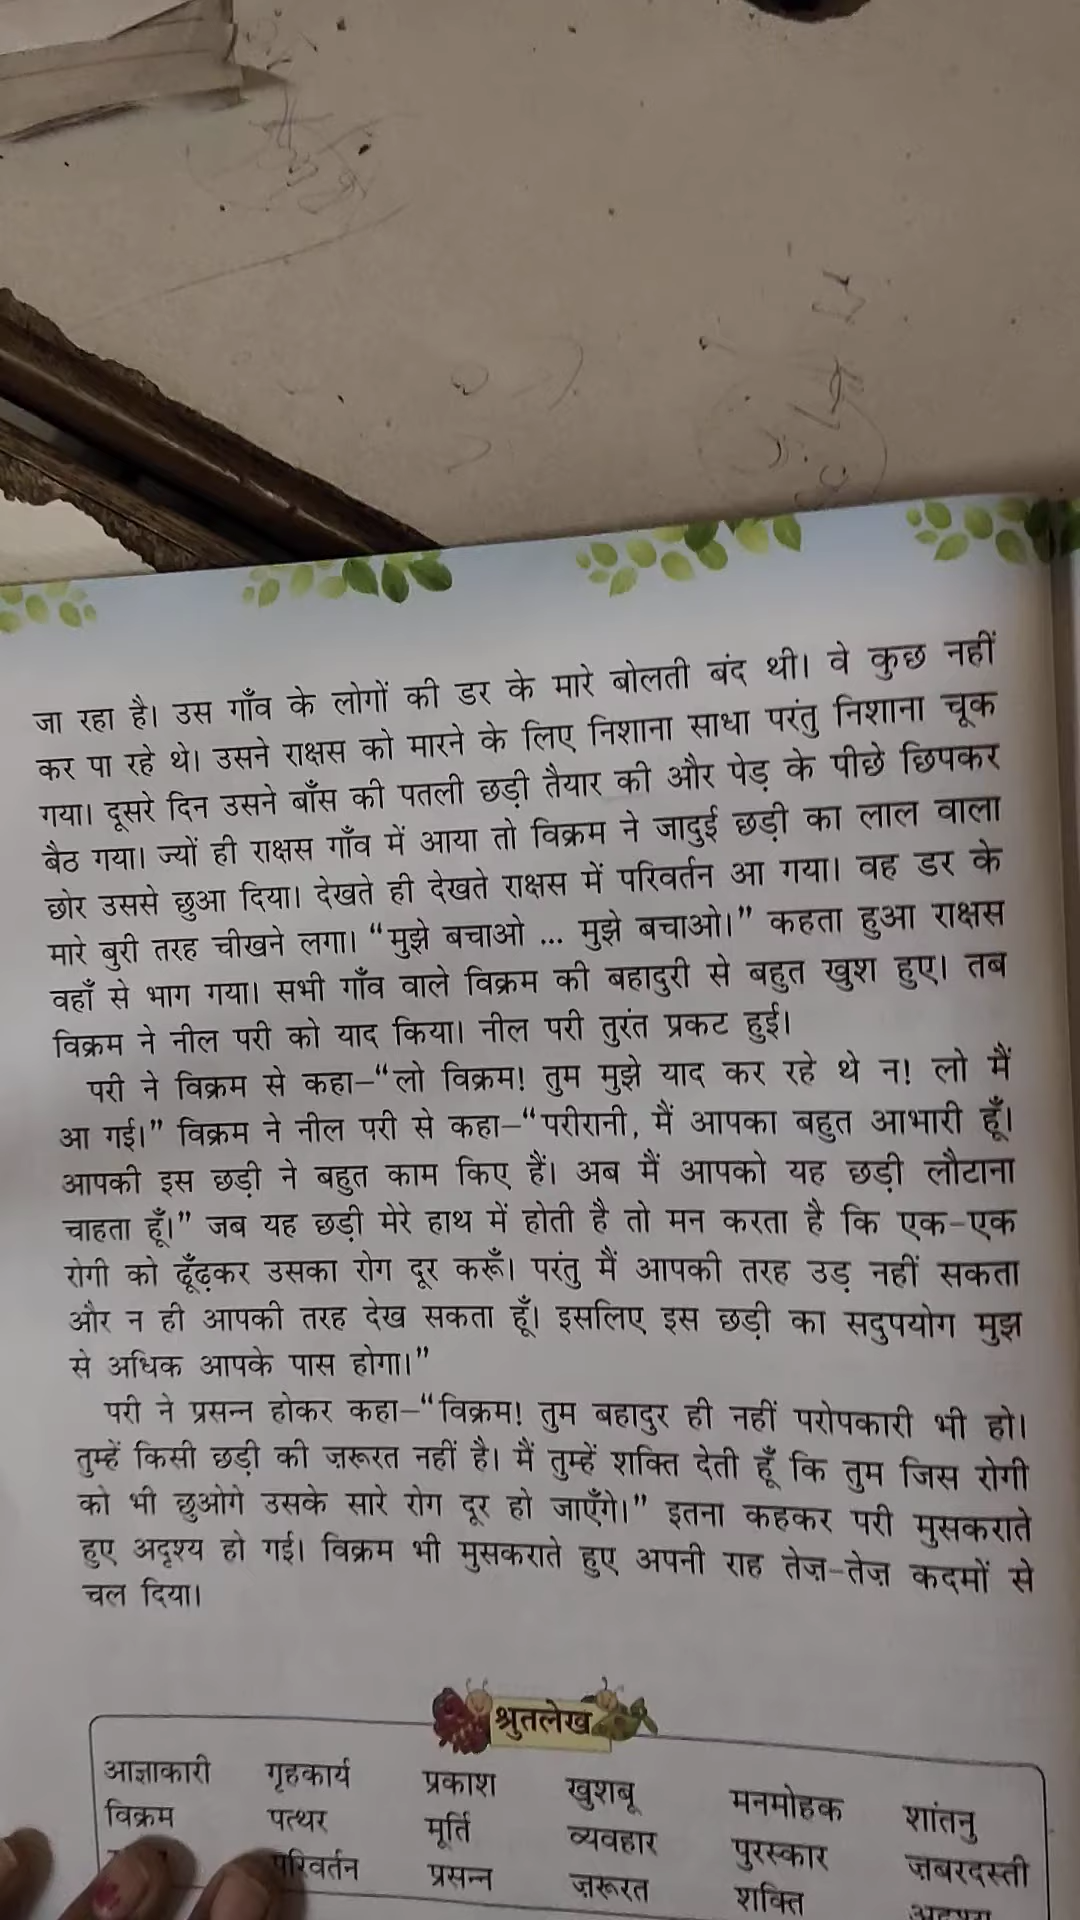 जा रहा है। उस गाँव के लोगों की डर के मारे बोलती बंद थी। वे कुछ नहीं
कर पा रहे थे। उसने राक्षस को मारने के लिए निशाना साधा परंतु निशाना चूक
गया। दूसरे दिन उसने बाँस की पतली छड़ी तैयार की और पेड़ के पीछे छिपकर
बैठ गया। ज्यों ही राक्षस गाँव में आया तो विक्रम ने जादुई छड़ी का लाल वाला
छोर उससे छुआ दिया। देखते ही देखते राक्षस में परिवर्तन आ गया। वह डर के
मारे बुरी तरह चीखने लगा। “मुझे बचाओ ... मुझे बचाओ।” कहता हुआ राक्षस
वहाँ से भाग गया। सभी गाँव वाले विक्रम की बहादुरी से बहुत खुश हुए। तब
विक्रम ने नील परी को याद किया। नील परी तुरंत प्रकट हुई।
परी ने विक्रम से कहा–“लो विक्रम! तुम मुझे याद कर रहे थे न! लो मैं
आ गई।” विक्रम ने नील परी से कहा–“परीरानी, मैं आपका बहुत आभारी हूँ।
आपकी इस छड़ी ने बहुत काम किए हैं। अब मैं आपको यह छड़ी लौटाना
चाहता हूँ।” जब यह छड़ी मेरे हाथ में होती है तो मन करता है कि एक-एक
रोगी को ढूँढ़कर उसका रोग दूर करूँ। परंतु मैं आपकी तरह उड़ नहीं सकता
और न ही आपकी तरह देख सकता हूँ। इसलिए इस छड़ी का सदुपयोग मुझ
से अधिक आपके पास होगा।”
परी ने प्रसन्न होकर कहा–“विक्रम! तुम बहादुर ही नहीं परोपकारी भी हो।
तुम्हें किसी छड़ी की ज़रूरत नहीं है। मैं तुम्हें शक्ति देती हूँ कि तुम जिस रोगी
को भी छुओगे उसके सारे रोग दूर हो जाएँगे।” इतना कहकर परी मुसकराते
हुए अदृश्य हो गई। विक्रम भी मुसकराते हुए अपनी राह तेज़-तेज़ कदमों से
चल दिया।
श्रुतलेख
आज्ञाकारी गृहकार्य प्रकाश खुशबू मनमोहक शांतनु
विक्रम पत्थर मूर्ति व्यवहार पुरस्कार ज़बरदस्ती
परिवर्तन प्रसन्न ज़रूरत शक्ति